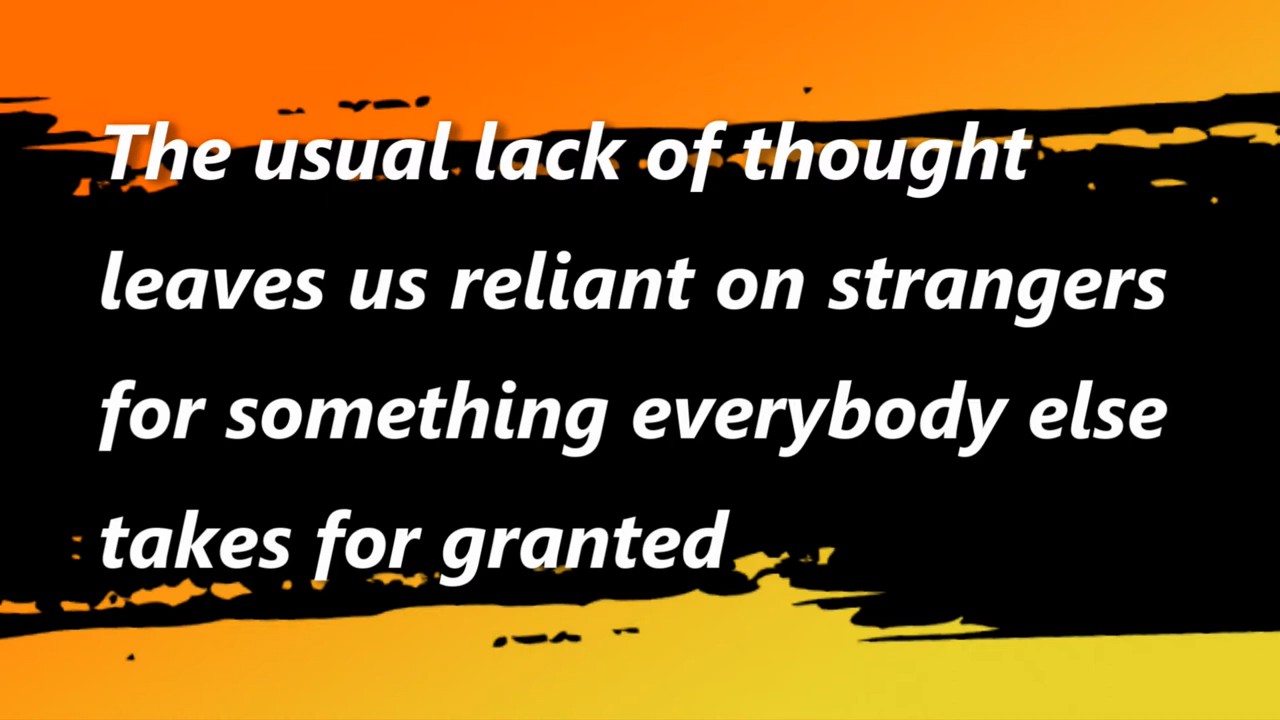 The usual lack of thought
leaves us reliant on strangers
for something everybody else
takes for granted